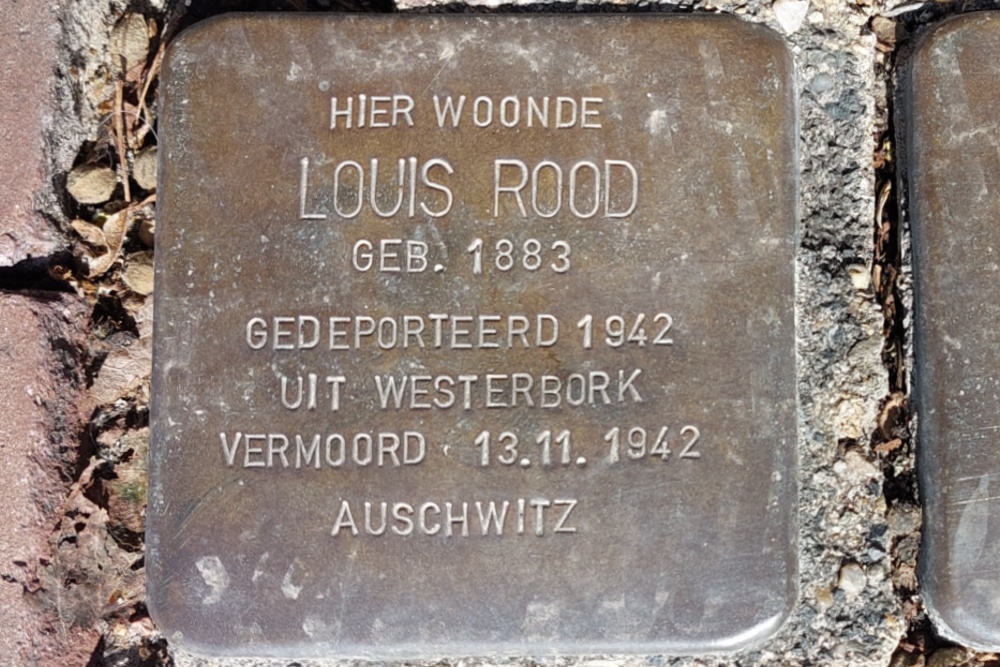 HIER WOONDE
LOUIS ROOD
GEB. 1883
GEDEPORTEERD 1942
UIT WESTERBORK
VERMOORD 13.11.1942
AUSCHWITZ